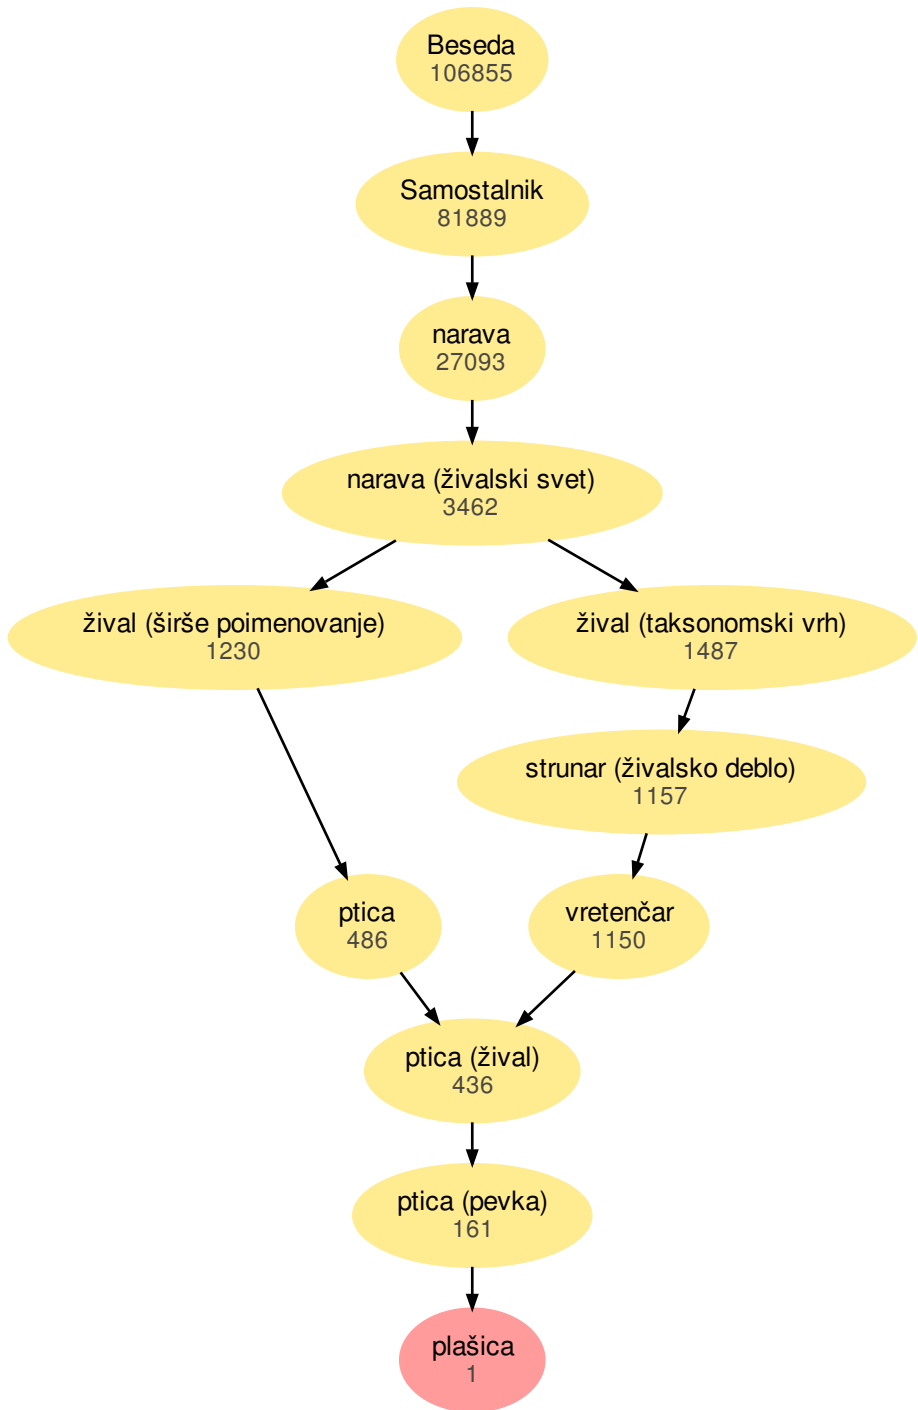 Beseda
106855
Samostalnik
81889
narava
27093
narava (živalski svet)
3462
žival (širše poimenovanje)
1230
žival (taksonomski vrh)
1487
strunar (živalsko deblo)
1157
ptica
486
vretenčar
1150
ptica (žival)
436
ptica (pevka)
161
plašica
1